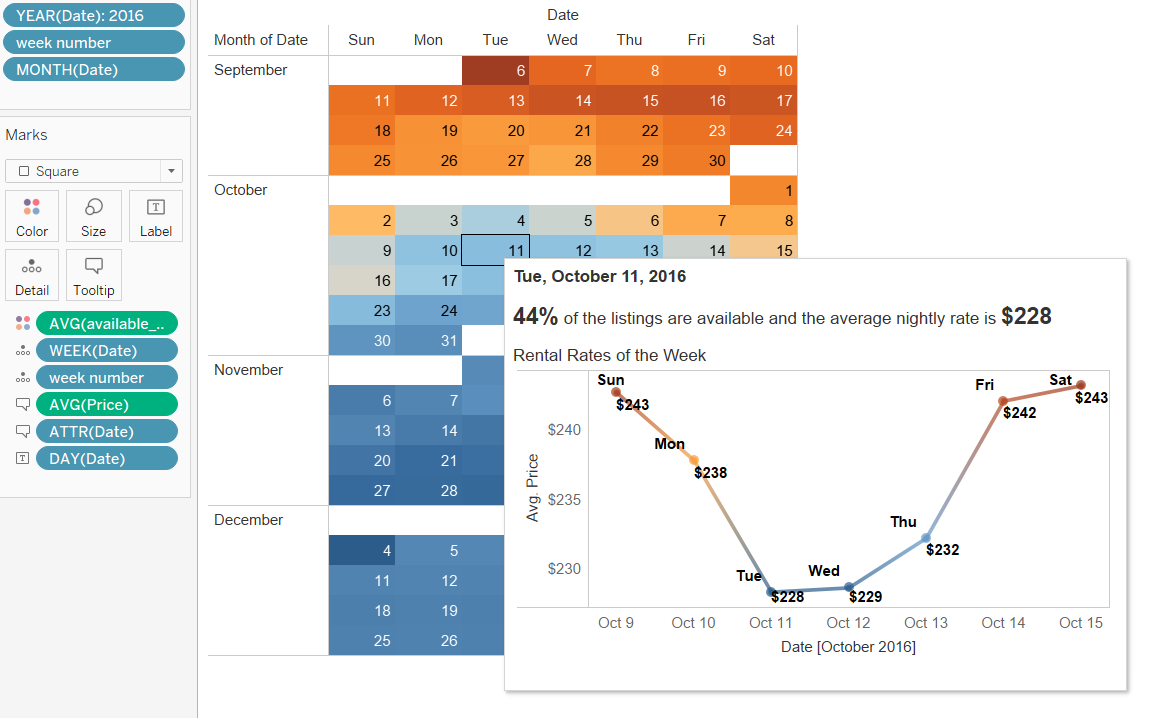 YEAR(Date): 2016
week number
MONTH(Date)
Marks
Square
Color Size Label
Detail Tooltip
AVG(available_..
WEEK(Date)
week number
AVG(Price)
ATTR(Date)
DAY(Date)
Date
Month of Date Sun Mon Tue Wed Thu Fri Sat
September 6 7 8 9 10
11 12 13 14 15 16 17
18 19 20 21 22 23 24
25 26 27 28 29 30
October 1
2 3 4 5 6 7 8
9 10 11 12 13 14 15
16 17
23 24
30 31
November
6 7
13 14
20 21
27 28
December
4 5
11 12
18 19
25 26
Tue, October 11, 2016
44% of the listings are available and the average nightly rate is $228
Rental Rates of the Week
Avg. Price
$240
$235
$230
Sun
$243
Mon
$238
Tue
$228
Wed
$229
Thu
$232
Fri
$242
Sat
$243
Oct 9 Oct 10 Oct 11 Oct 12 Oct 13 Oct 14 Oct 15
Date [October 2016]